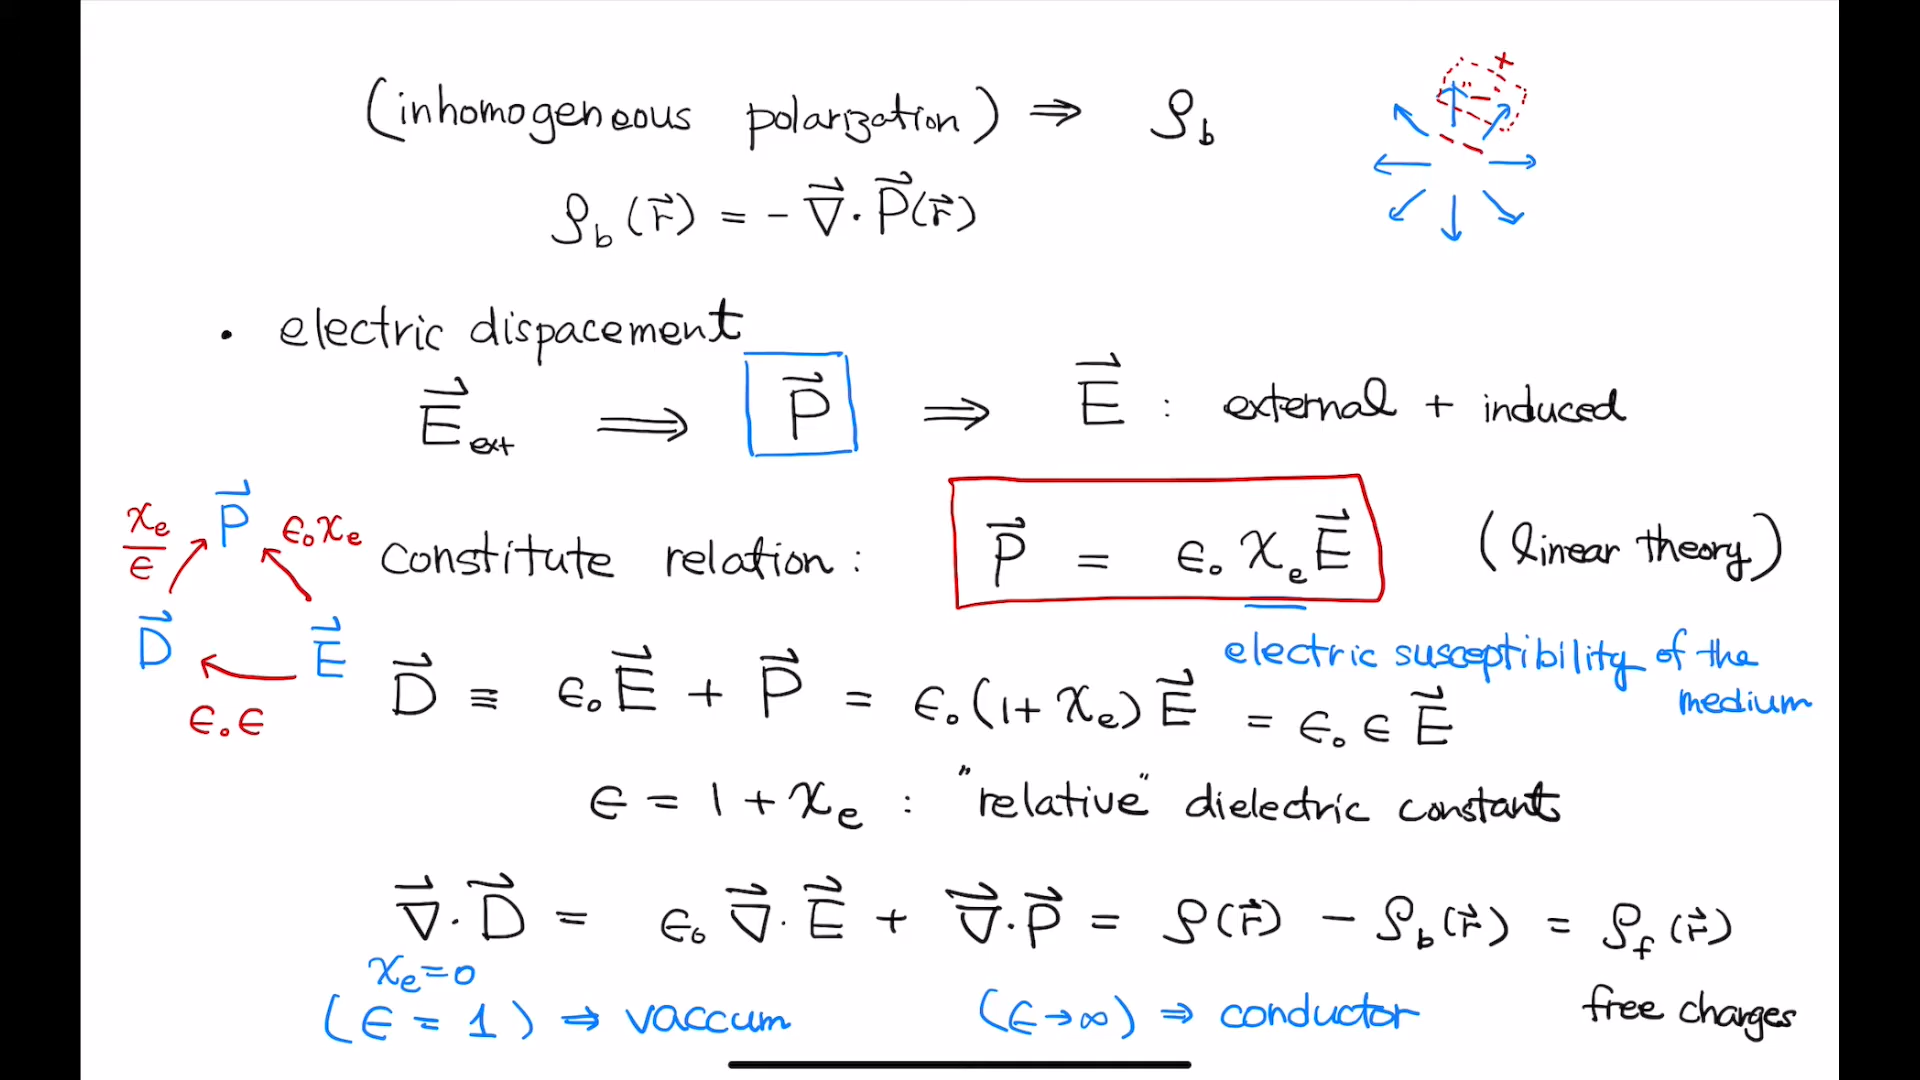 (inhomogeneous polarization) ⇒ ρ_b
ρ_b(r⃗) = - ∇⃗·P⃗(r⃗)
+
• electric dispacement
E⃗_ext ⇒ P⃗ ⇒ E⃗ : external + induced
χ_e/ϵ P⃗ ϵ₀χ_e
D⃗ E⃗
ϵ₀ϵ
constitute relation : P⃗ = ϵ₀ χ_e E⃗ (linear theory)
electric susceptibility of the
medium
D⃗ ≡ ϵ₀E⃗ + P⃗ = ϵ₀(1+χ_e)E⃗ = ϵ₀ϵE⃗
ϵ = 1 + χ_e : "relative" dielectric constant
∇⃗·D⃗ = ϵ₀ ∇⃗·E⃗ + ∇⃗·P⃗ = ρ(r⃗) - ρ_b(r⃗) = ρ_f(r⃗)
χ_e=0
(ϵ = 1) ⇒ vaccum (ϵ→∞) ⇒ conductor free charges